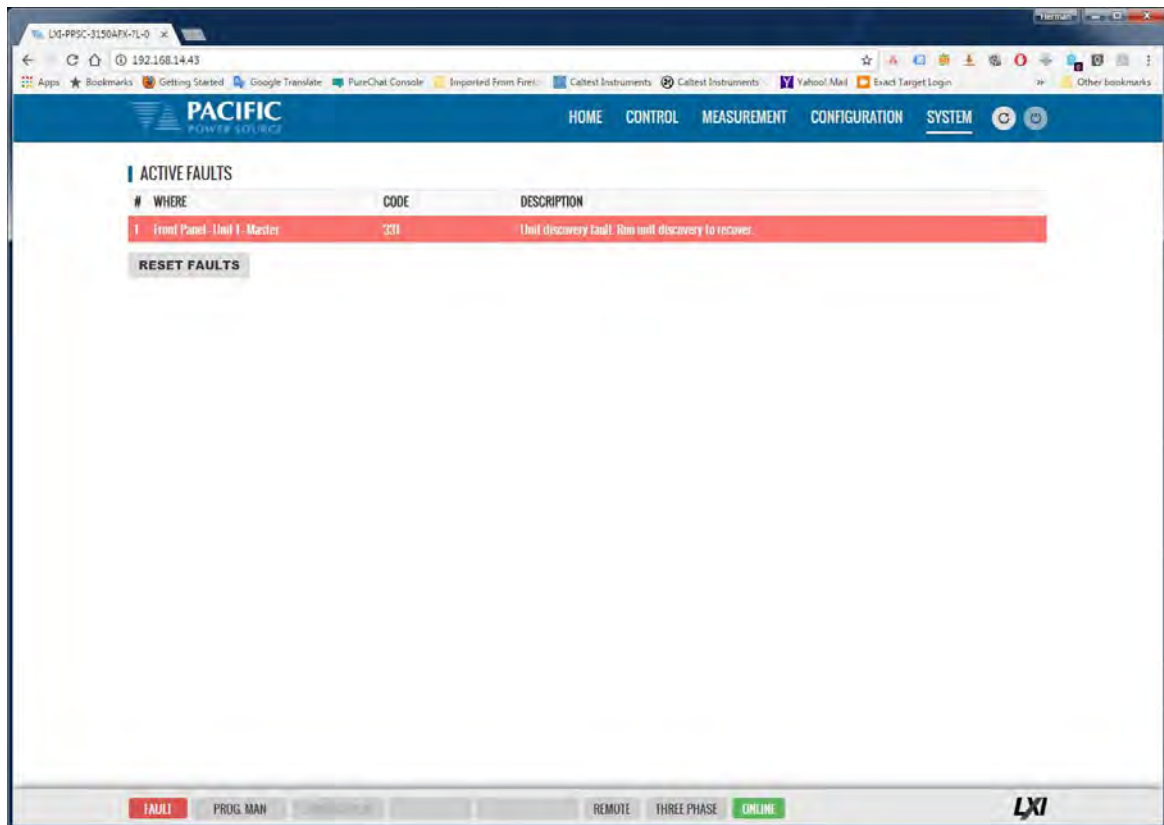 Herman
LXI-PPSC-3150AFX-7L-0
192.168.14.43
Apps Bookmarks Getting Started Google Translate PureChat Console Imported From Firef Caltest Instruments Caltest Instruments Yahoo! Mail Exact Target Login » Other bookmarks
PACIFIC
POWER SOURCE
HOME CONTROL MEASUREMENT CONFIGURATION SYSTEM
ACTIVE FAULTS
# WHERE CODE DESCRIPTION
1 Front Panel - Unit 1 - Master 331 Unit discovery fault. Run unit discovery to recover.
RESET FAULTS
FAULT PROG. MAN REMOTE THREE PHASE ONLINE LXI